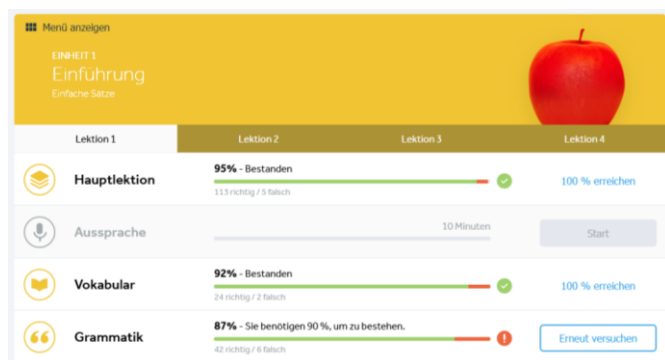 Menü anzeigen
EINHEIT 1
Einführung
Einfache Sätze
Lektion 1 Lektion 2 Lektion 3 Lektion 4
95% - Bestanden
Hauptlektion 100 % erreichen
113 richtig / 5 falsch
10 Minuten
Aussprache Start
92% - Bestanden
Vokabular 100 % erreichen
24 richtig / 2 falsch
87% - Sie benötigen 90 %, um zu bestehen.
Grammatik Erneut versuchen
42 richtig / 6 falsch